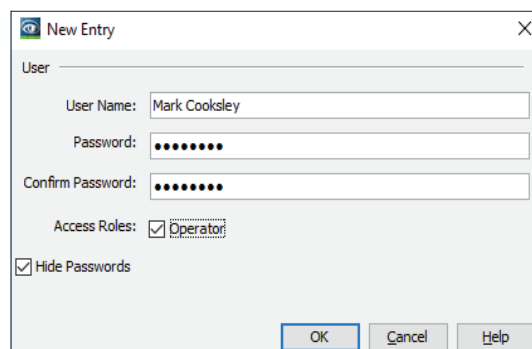 New Entry
User
User Name: Mark Cooksley
Password: ••••••••
Confirm Password: ••••••••
Access Roles: Operator
Hide Passwords
OK Cancel Help